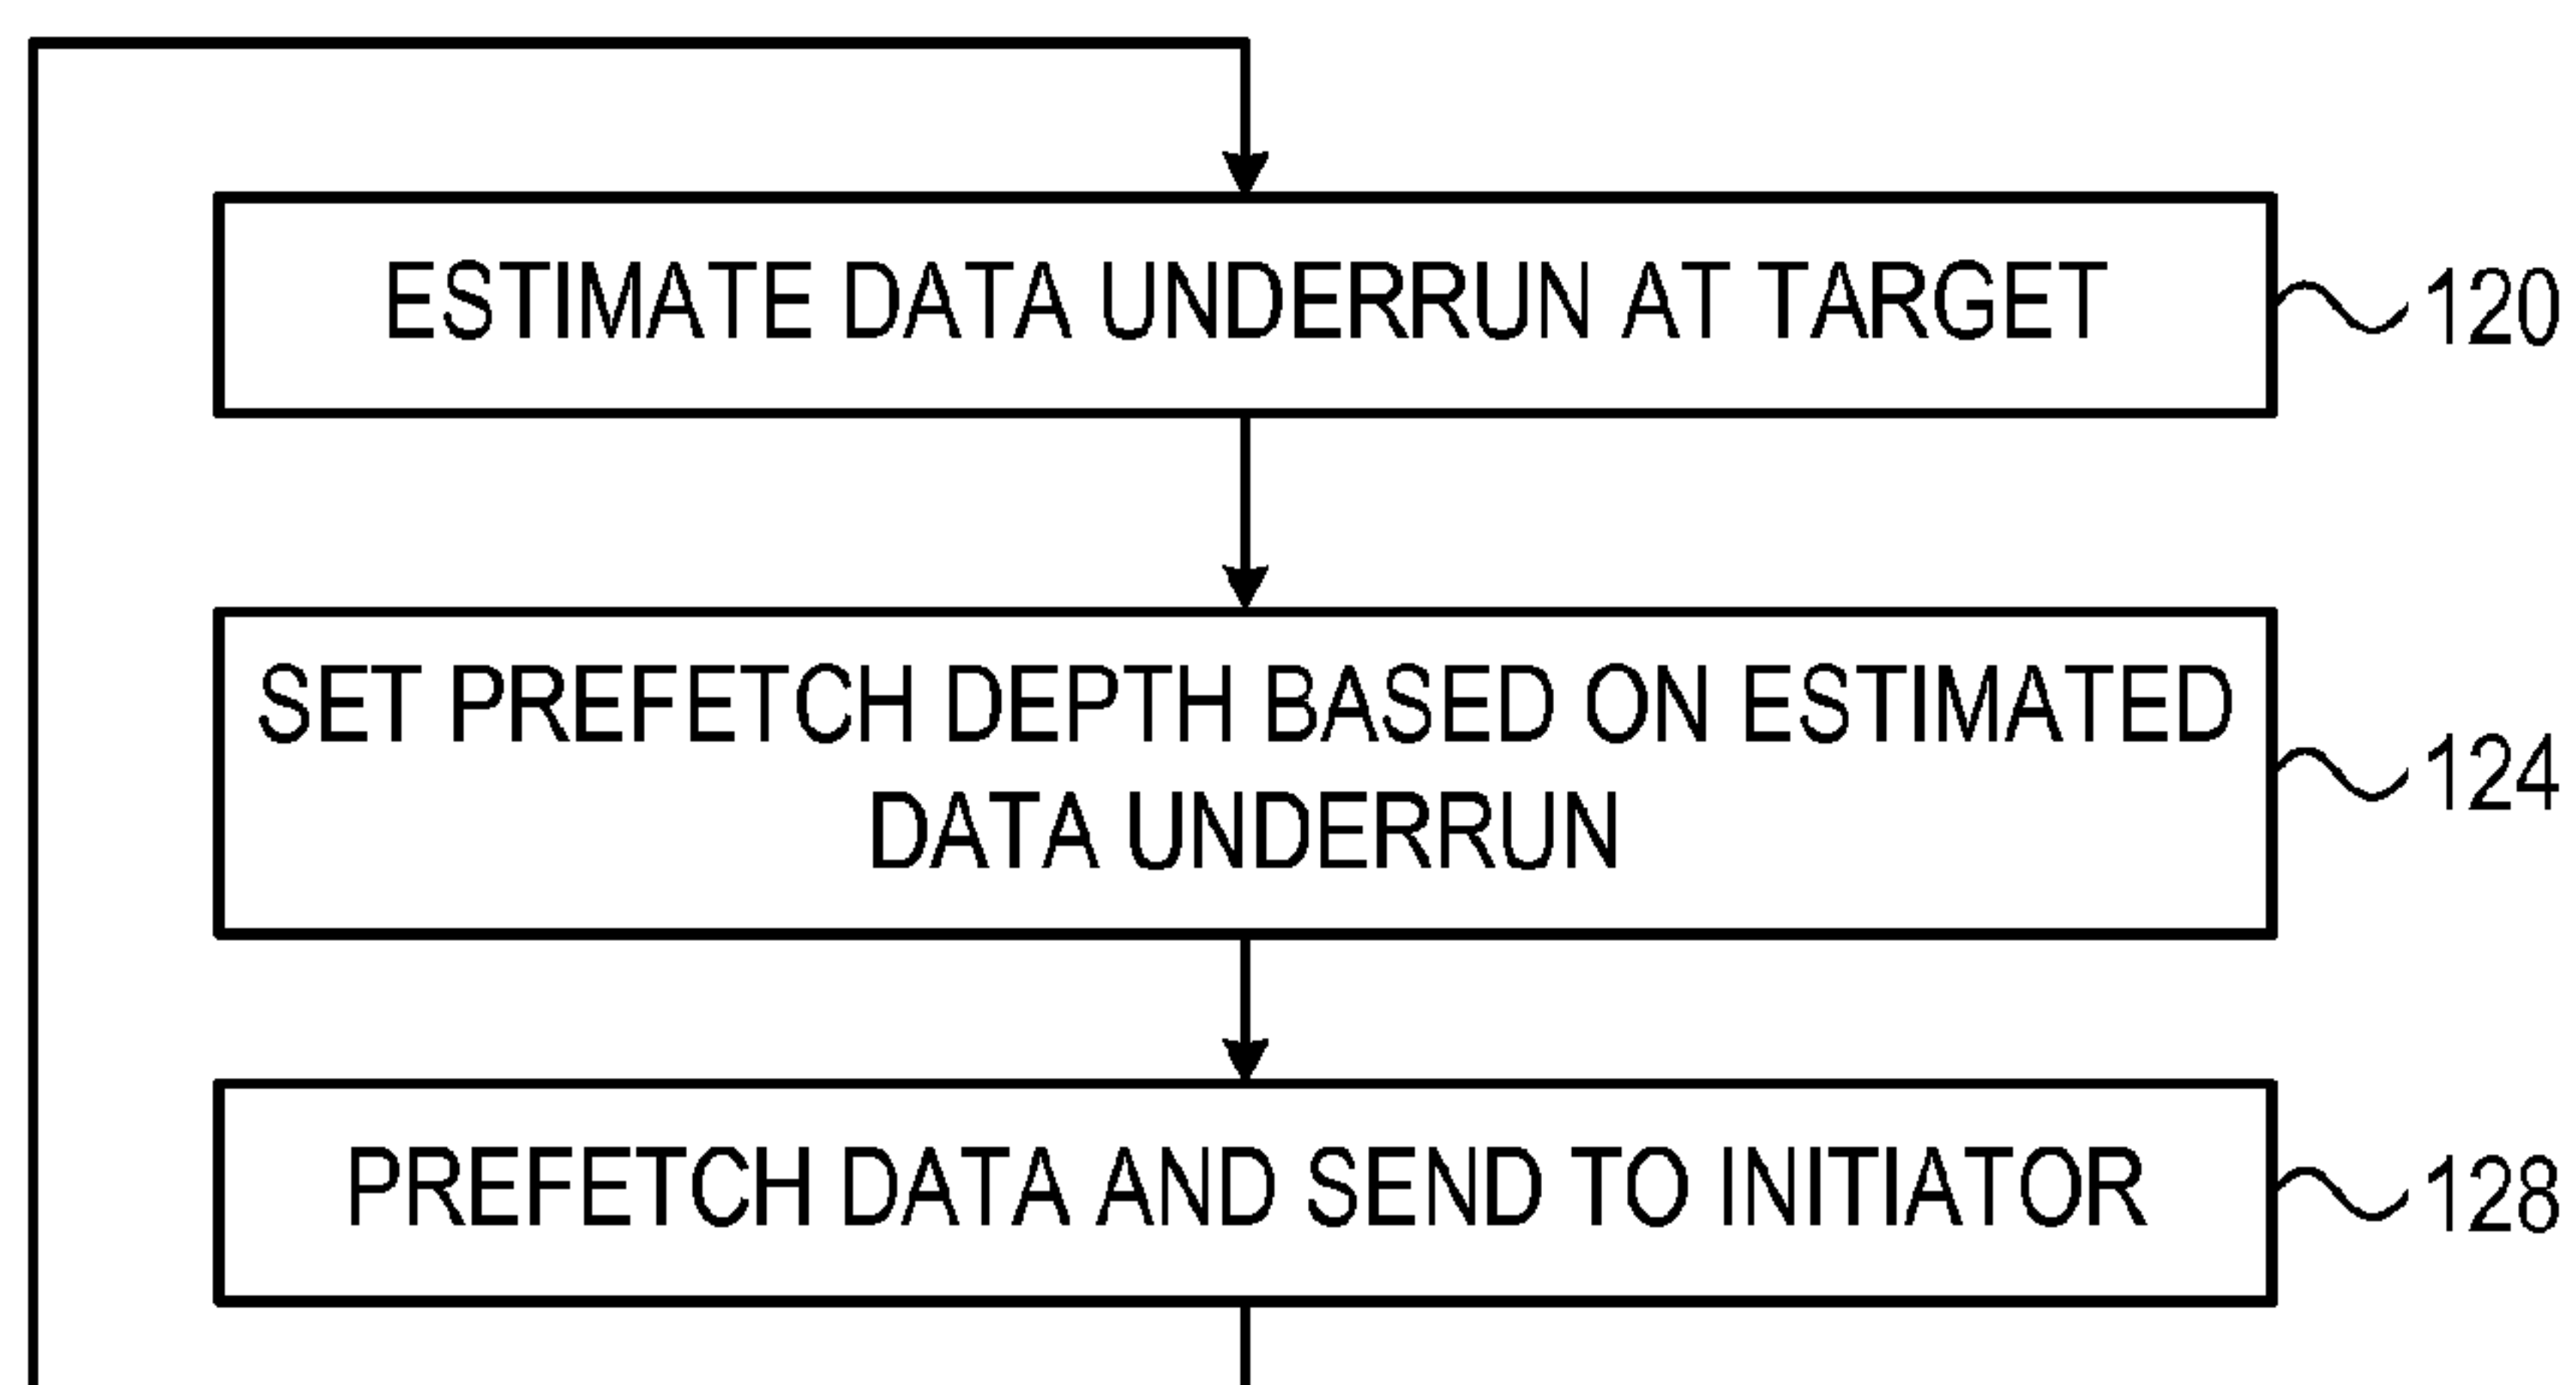 ESTIMATE DATA UNDERRUN AT TARGET
120
SET PREFETCH DEPTH BASED ON ESTIMATED
DATA UNDERRUN
124
PREFETCH DATA AND SEND TO INITIATOR
128